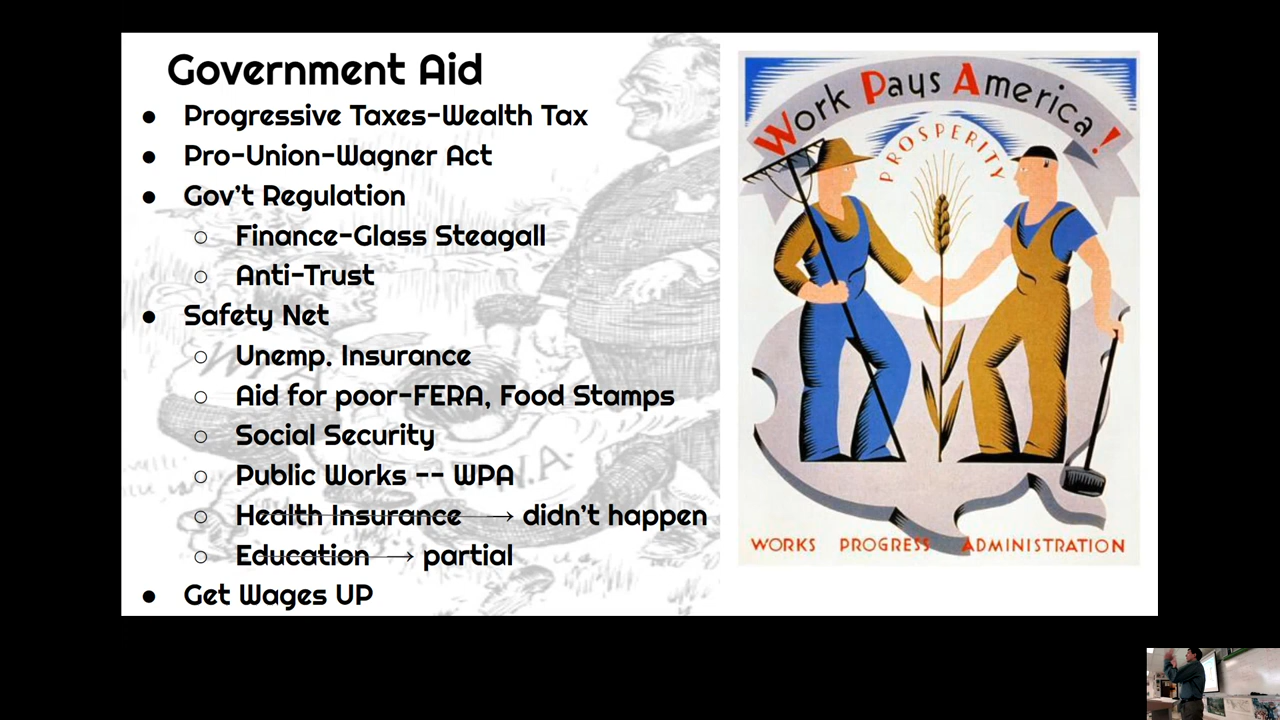 Government Aid
● Progressive Taxes-Wealth Tax
● Pro-Union-Wagner Act
● Gov't Regulation
○ Finance-Glass Steagall
○ Anti-Trust
● Safety Net
○ Unemp. Insurance
○ Aid for poor-FERA, Food Stamps
○ Social Security
○ Public Works -- WPA
○ Health Insurance → didn't happen
○ Education → partial
● Get Wages UP
Work Pays America!
PROSPERITY
WORKS PROGRESS ADMINISTRATION